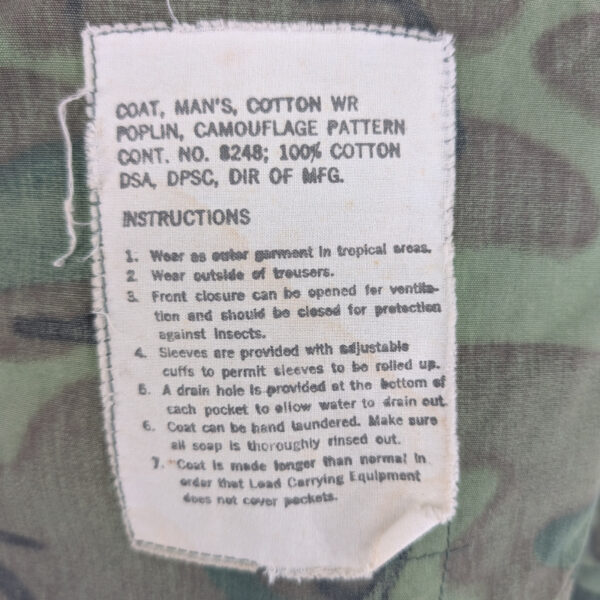 COAT, MAN'S, COTTON WR
POPLIN, CAMOUFLAGE PATTERN
CONT. NO. 8248; 100% COTTON
DSA, DPSC, DIR OF MFG.
INSTRUCTIONS
1. Wear as outer garment in tropical areas.
2. Wear outside of trousers.
3. Front closure can be opened for ventila-
tion and should be closed for protection
against insects.
4. Sleeves are provided with adjustable
cuffs to permit sleeves to be rolled up.
5. A drain hole is provided at the bottom of
each pocket to allow water to drain out.
6. Coat can be hand laundered. Make sure
all soap is thoroughly rinsed out.
7. Coat is made longer than normal in
order that Load Carrying Equipment
does not cover pockets.